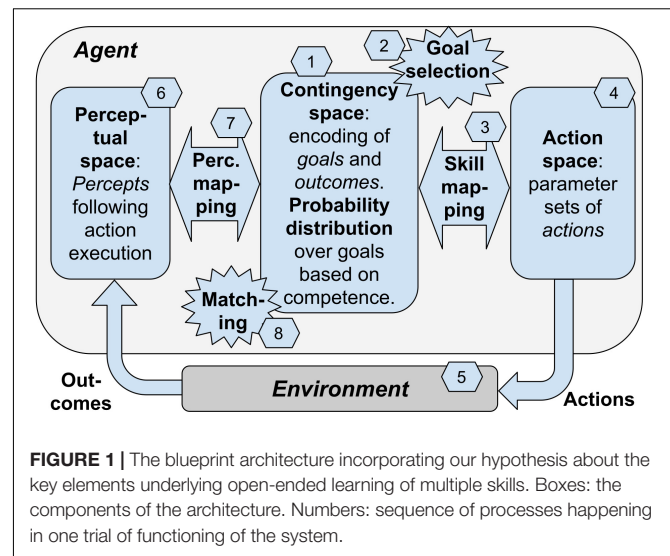 Agent
2
Goal
selection
1
Contingency
space:
encoding of
goals and
outcomes.
Probability
distribution
over goals
based on
competence.
6
Percep-
tual
space:
Percepts
following
action
execution
7
Perc.
map-
ping
3
Skill
map-
ping
4
Action
space:
parameter
sets of
actions
Match-
ing
8
Out-
comes
Environment
5
Actions
FIGURE 1 | The blueprint architecture incorporating our hypothesis about the
key elements underlying open-ended learning of multiple skills. Boxes: the
components of the architecture. Numbers: sequence of processes happening
in one trial of functioning of the system.